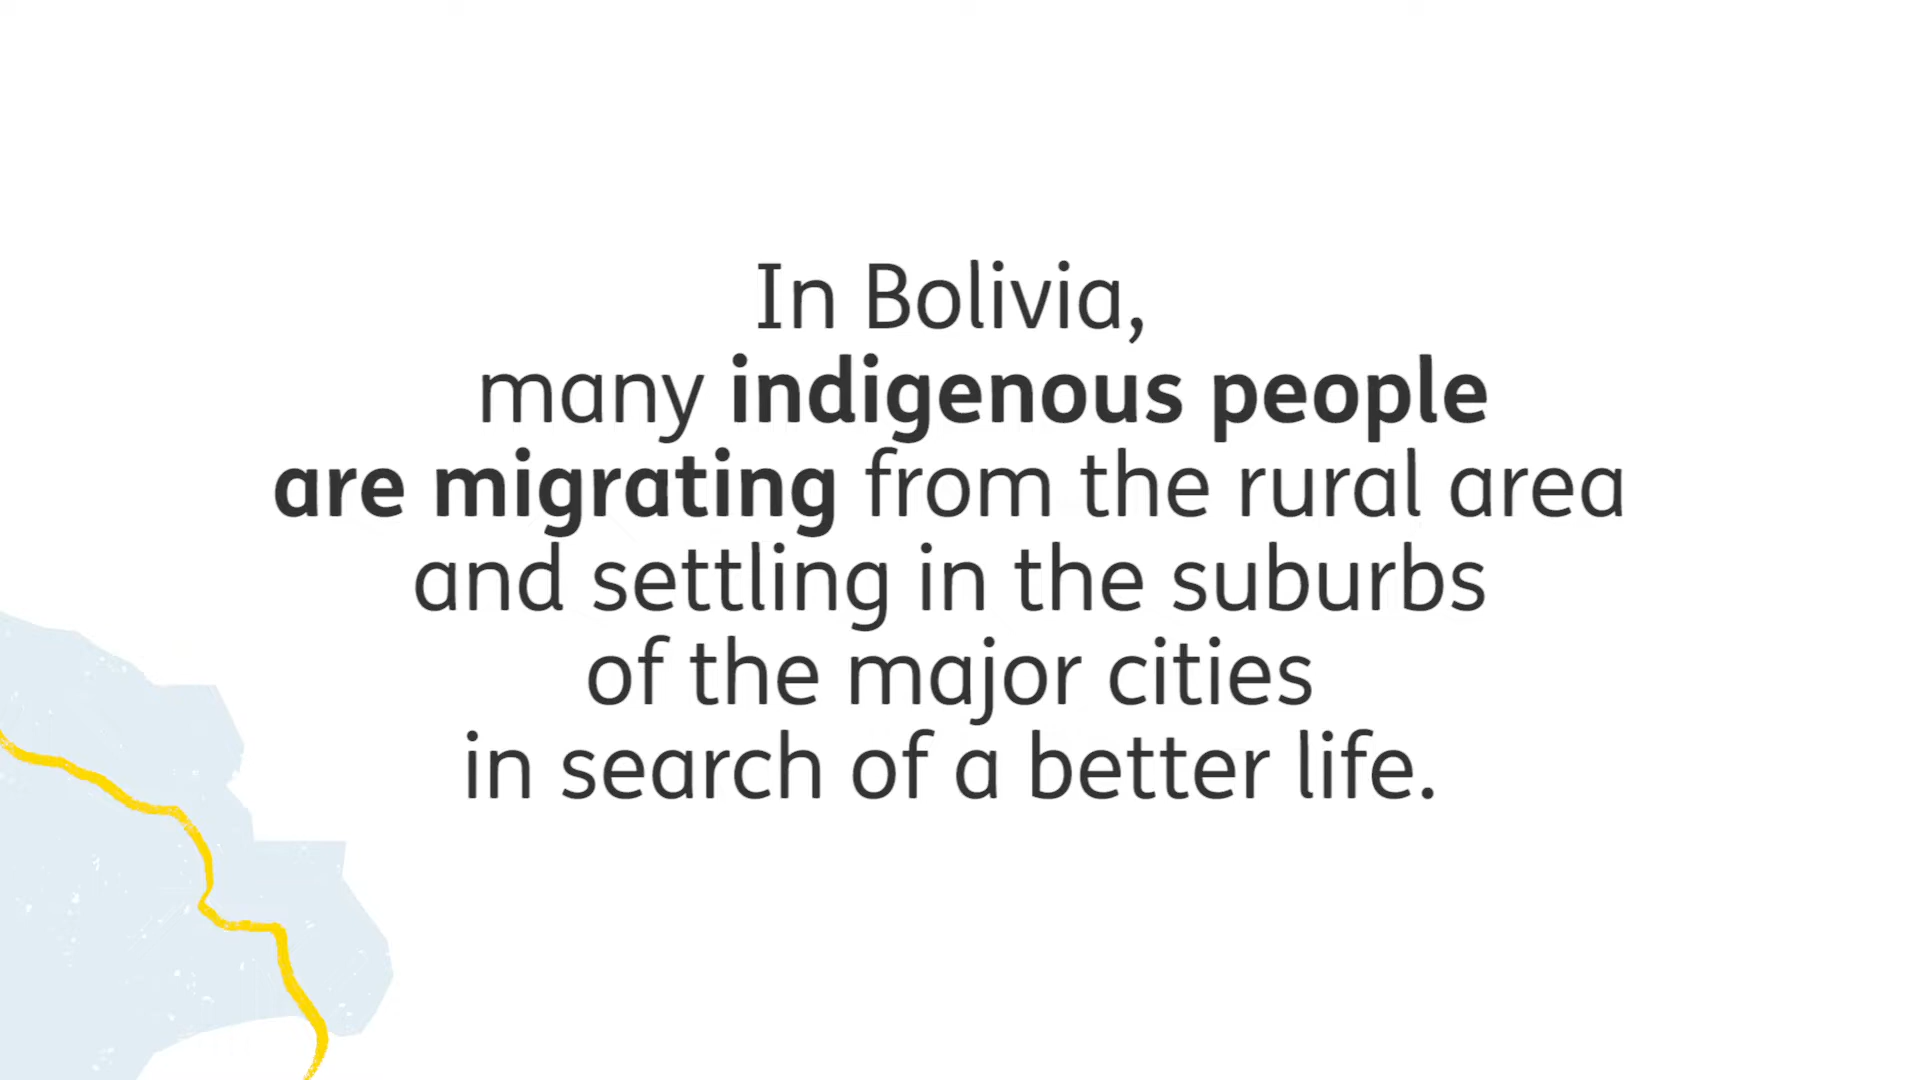 In Bolivia,
many indigenous people
are migrating from the rural area
and settling in the suburbs
of the major cities
in search of a better life.